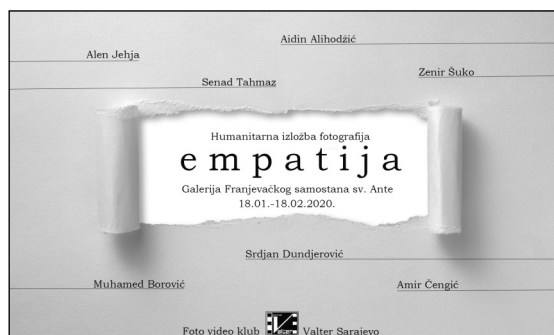 Aidin Alihodžić
Alen Jehja
Zenir Šuko
Senad Tahmaz
Humanitarna izložba fotografija
empatija
Galerija Franjevačkog samostana sv. Ante
18.01.-18.02.2020.
Srdjan Dundjerović
Muhamed Borović
Amir Čengić
Foto video klub Valter Sarajevo